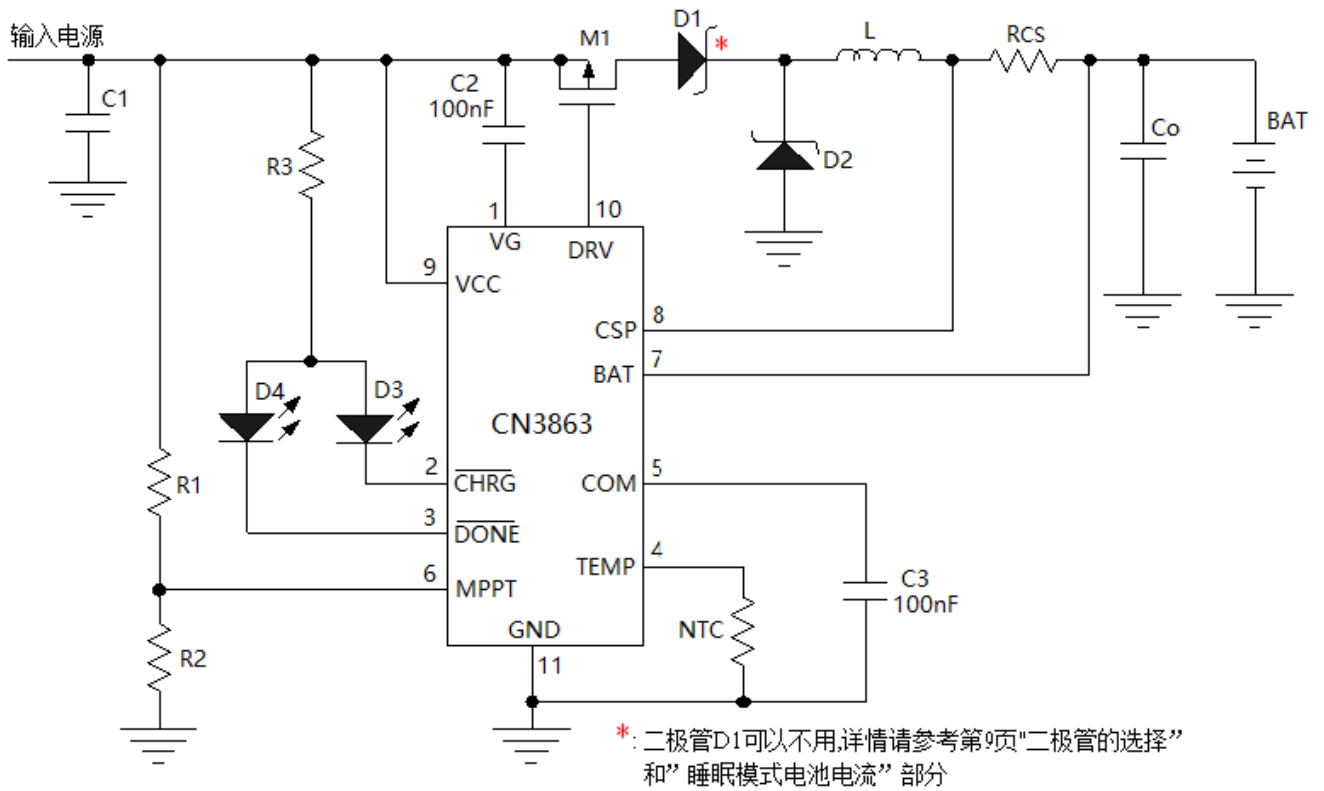 输入电源
C1
R3
C2
100nF
M1
D1
*
L
RCS
D2
Co
BAT
1
VG
10
DRV
9
VCC
CSP
8
BAT
7
CN3863
D4
D3
2
CHRG
3
DONE
6
MPPT
COM
5
TEMP
4
GND
11
R1
R2
NTC
C3
100nF
*: 二极管D1可以不用,详情请参考第9页"二极管的选择”
和” 睡眠模式电池电流” 部分